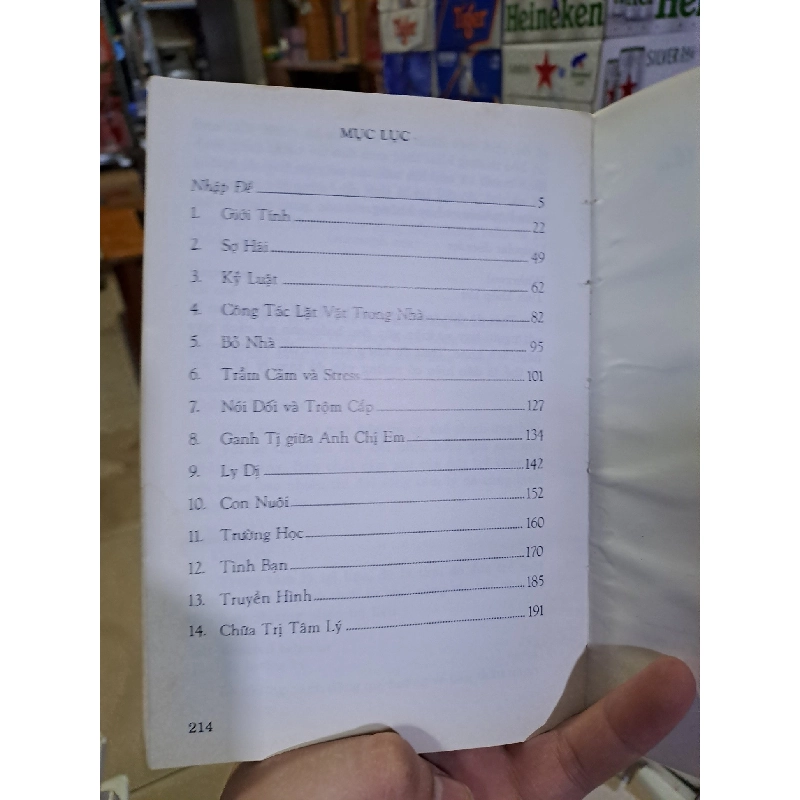 Tiger
Heineken
SILVER
MỤC LỤC
Nhập Đề 5
1. Giới Tính 22
2. Sợ Hãi 49
3. Kỷ Luật 62
4. Công Tác Lặt Vặt Trong Nhà 82
5. Bỏ Nhà 95
6. Trầm Cảm và Stress 101
7. Nói Dối và Trộm Cắp 127
8. Ganh Tị giữa Anh Chị Em 134
9. Ly Dị 142
10. Con Nuôi 152
11. Trường Học 160
12. Tình Bạn 170
13. Truyền Hình 185
14. Chữa Trị Tâm Lý 191
214